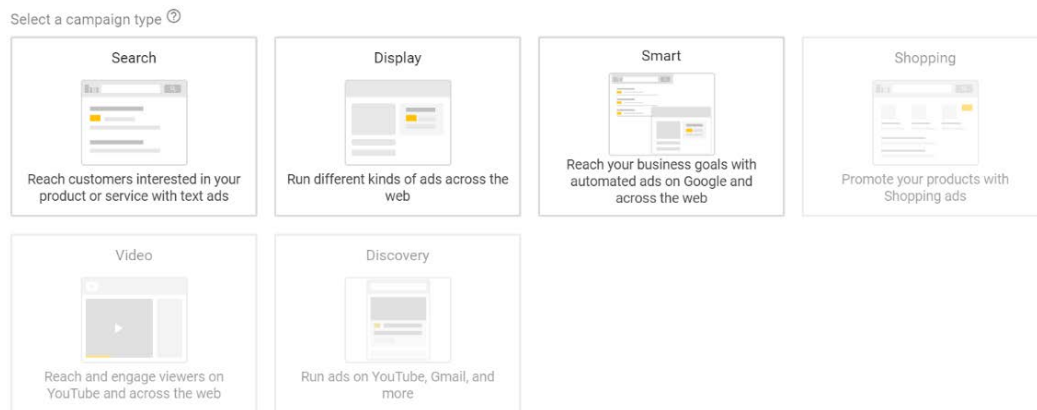 Select a campaign type ?
Search
Reach customers interested in your
product or service with text ads
Display
Run different kinds of ads across the
web
Smart
Reach your business goals with
automated ads on Google and
across the web
Shopping
Promote your products with
Shopping ads
Video
Reach and engage viewers on
YouTube and across the web
Discovery
Run ads on YouTube, Gmail, and
more